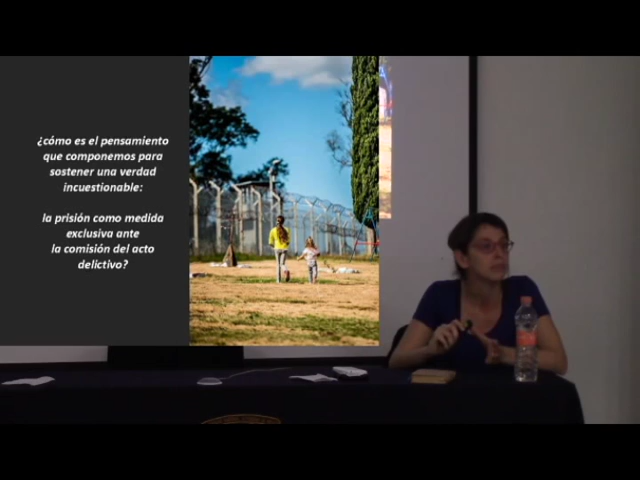 ¿cómo es el pensamiento
que componemos para
sostener una verdad
incuestionable:
la prisión como medida
exclusiva ante
la comisión del acto
delictivo?